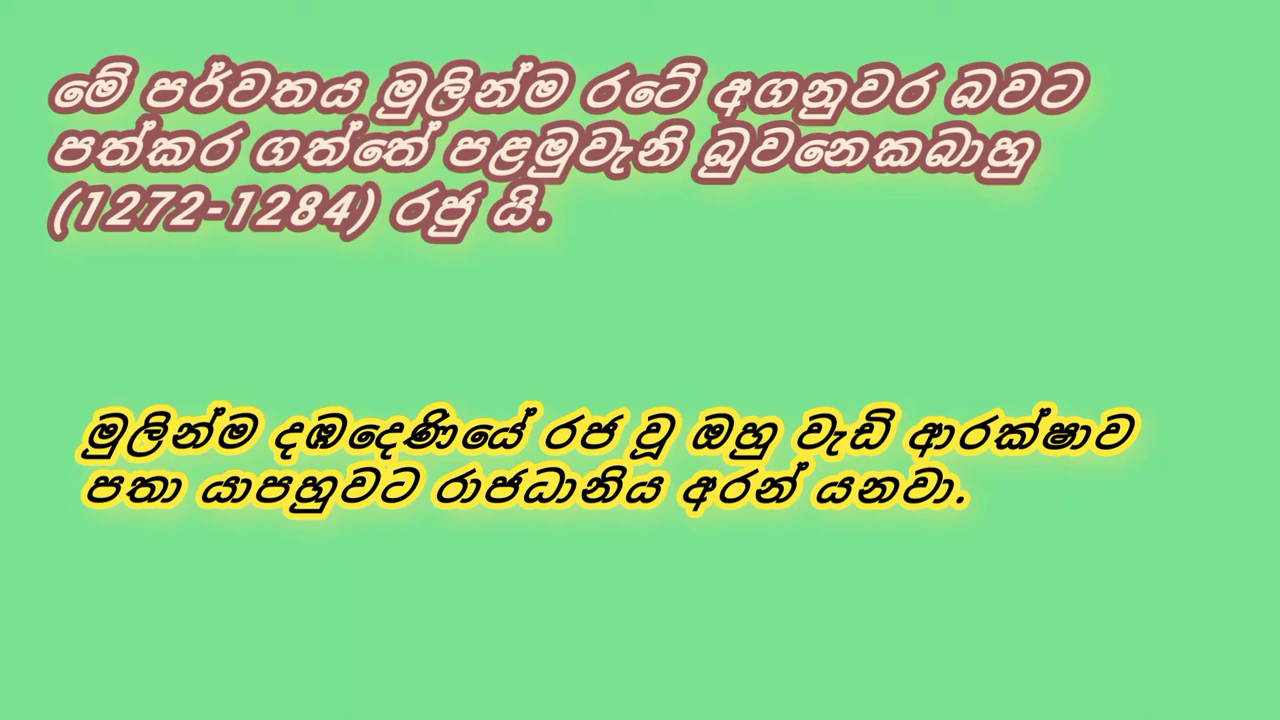 මේ පර්වතය මුලින්ම රටේ අගනුවර බවට
පත්කර ගත්තේ පළමුවැනි බුවනෙකබාහු
(1272-1284) රජු යි.
මුලින්ම දඹදෙණියේ රජ වූ ඔහු වැඩි ආරක්ෂාව
පතා යාපහුවට රාජධානිය අරන් යනවා.